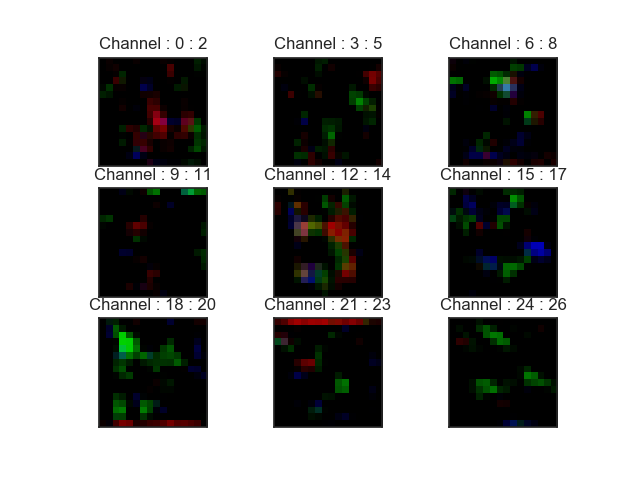 Channel : 0 : 2
Channel : 3 : 5
Channel : 6 : 8
Channel : 9 : 11
Channel : 12 : 14
Channel : 15 : 17
Channel : 18 : 20
Channel : 21 : 23
Channel : 24 : 26